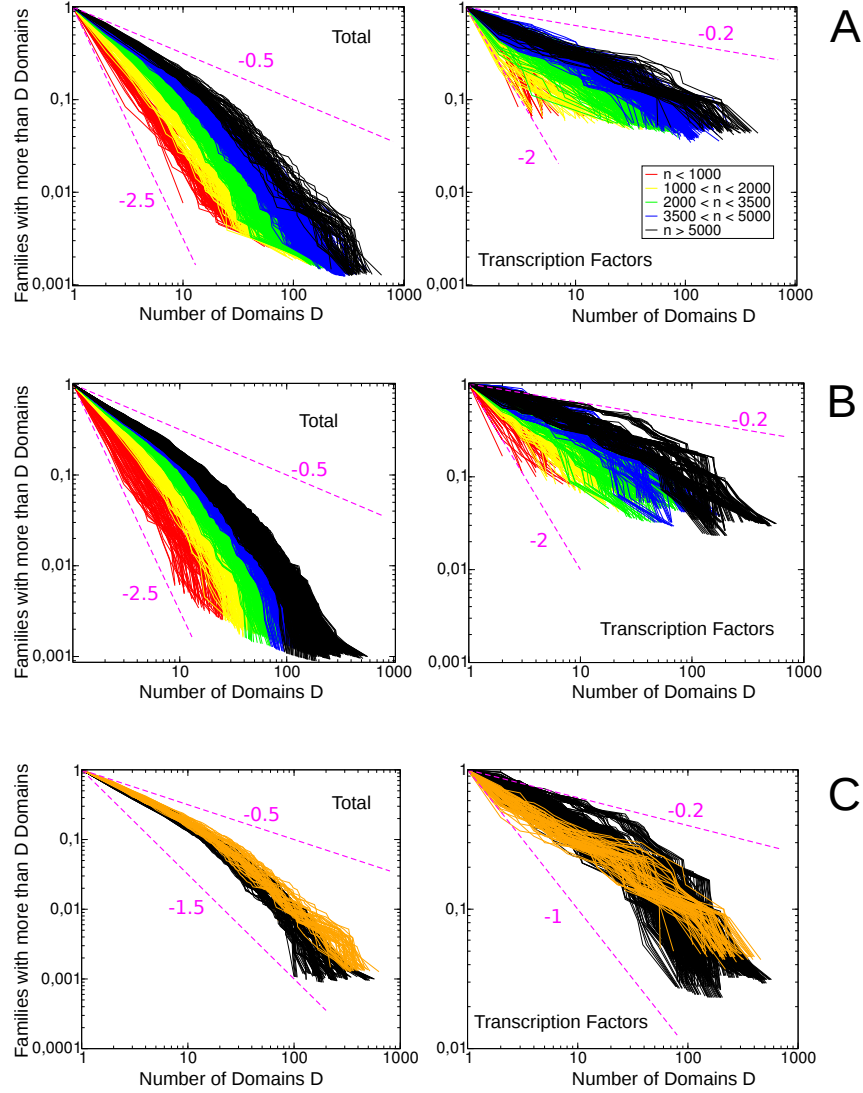 A
Families with more than D Domains
1
0,1
0,01
0,001
Total
-0.5
-2.5
1
10
100
1000
Number of Domains D
1
0,1
0,01
0,001
-0.2
-2
n < 1000
1000 < n < 2000
2000 < n < 3500
3500 < n < 5000
n > 5000
Transcription Factors
1
10
100
1000
Number of Domains D
B
Families with more than D Domains
1
0,1
0,01
0,001
Total
-0.5
-2.5
1
10
100
1000
Number of Domains D
1
0,1
0,01
0,001
-0.2
-2
Transcription Factors
1
10
100
1000
Number of Domains D
C
Families with more than D Domains
1
0,1
0,01
0,001
0,0001
Total
-0.5
-1.5
1
10
100
1000
Number of Domains D
1
0,1
0,01
-0.2
-1
Transcription Factors
1
10
100
1000
Number of Domains D